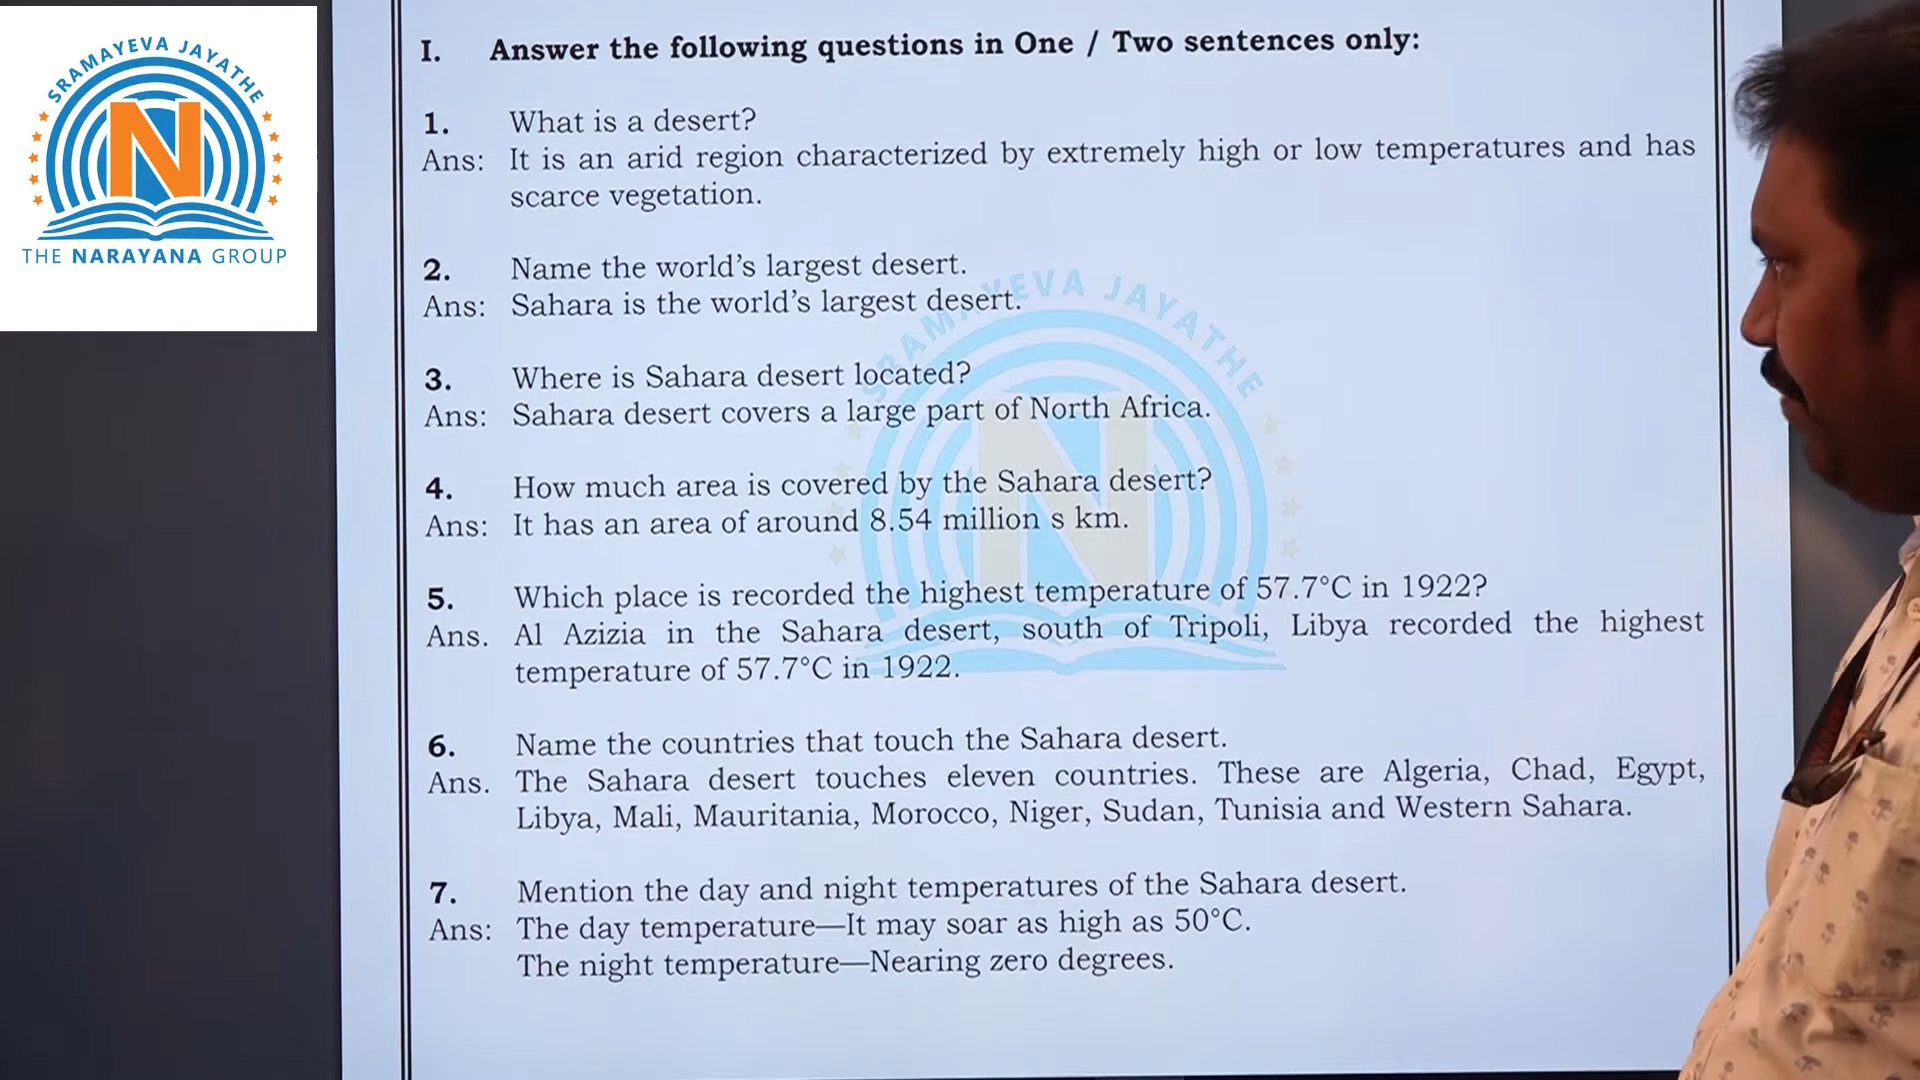 SRAMAYEVA JAYATHE
N
THE NARAYANA GROUP
I. Answer the following questions in One / Two sentences only:
1. What is a desert?
Ans: It is an arid region characterized by extremely high or low temperatures and has
scarce vegetation.
2. Name the world's largest desert.
Ans: Sahara is the world's largest desert.
3. Where is Sahara desert located?
Ans: Sahara desert covers a large part of North Africa.
4. How much area is covered by the Sahara desert?
Ans: It has an area of around 8.54 million s km.
5. Which place is recorded the highest temperature of 57.7°C in 1922?
Ans. Al Azizia in the Sahara desert, south of Tripoli, Libya recorded the highest
temperature of 57.7°C in 1922.
6. Name the countries that touch the Sahara desert.
Ans. The Sahara desert touches eleven countries. These are Algeria, Chad, Egypt,
Libya, Mali, Mauritania, Morocco, Niger, Sudan, Tunisia and Western Sahara.
7. Mention the day and night temperatures of the Sahara desert.
Ans: The day temperature—It may soar as high as 50°C.
The night temperature—Nearing zero degrees.
SRAMAYEVA JAYATHE
N